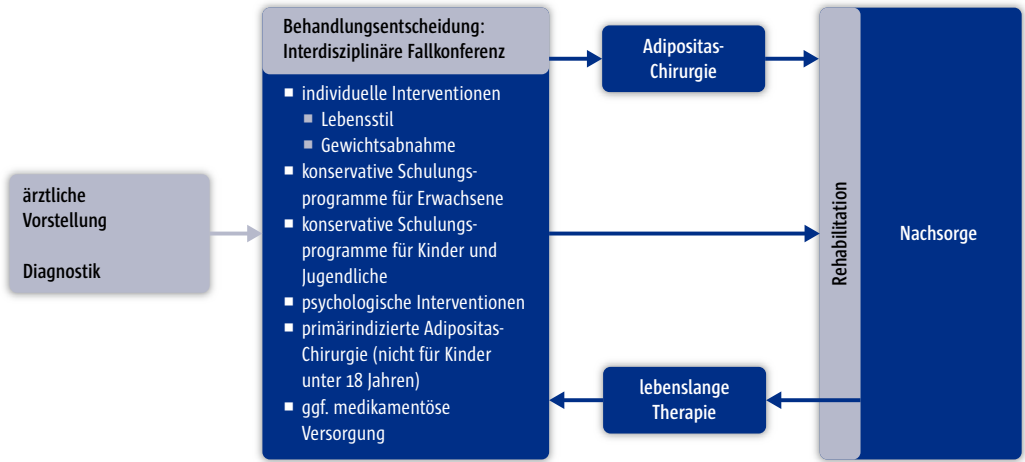 ärztliche
Vorstellung
Diagnostik
Behandlungsentscheidung:
Interdisziplinäre Fallkonferenz
individuelle Interventionen
Lebensstil
Gewichtsabnahme
konservative Schulungs-
programme für Erwachsene
konservative Schulungs-
programme für Kinder und
Jugendliche
psychologische Interventionen
primärindizierte Adipositas-
Chirurgie (nicht für Kinder
unter 18 Jahren)
ggf. medikamentöse
Versorgung
Adipositas-
Chirurgie
lebenslange
Therapie
Rehabilitation
Nachsorge